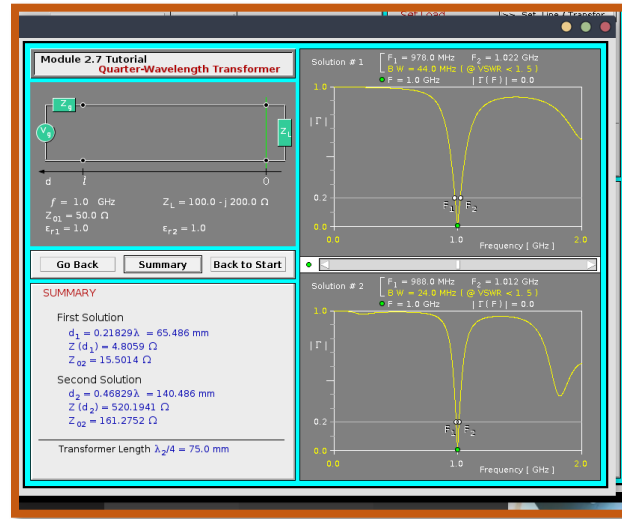 Set Load
>> Set Line / Transfor
Module 2.7 Tutorial
Quarter-Wavelength Transformer
Zg
Vg
ZL
d
l
0
f = 1.0 GHz
ZL = 100.0 - j 200.0 Ω
Z01 = 50.0 Ω
εr1 = 1.0
εr2 = 1.0
Go Back
Summary
Back to Start
SUMMARY
First Solution
d1 = 0.21829λ = 65.486 mm
Z (d1) = 4.8059 Ω
Z02 = 15.5014 Ω
Second Solution
d2 = 0.46829λ = 140.486 mm
Z (d2) = 520.1941 Ω
Z02 = 161.2752 Ω
Transformer Length λ2/4 = 75.0 mm
Solution # 1
F1 = 978.0 MHz F2 = 1.022 GHz
B W = 44.0 MHz ( @ VSWR < 1. 5 )
F = 1.0 GHz | Γ ( F ) | = 0.0
1.0
| Γ |
0.2
F1 F2
0.0
0.0
1.0
2.0
Frequency [ GHz ]
Solution # 2
F1 = 988.0 MHz F2 = 1.012 GHz
B W = 24.0 MHz ( @ VSWR < 1. 5 )
F = 1.0 GHz | Γ ( F ) | = 0.0
1.0
| Γ |
0.2
F1 F2
0.0
0.0
1.0
2.0
Frequency [ GHz ]